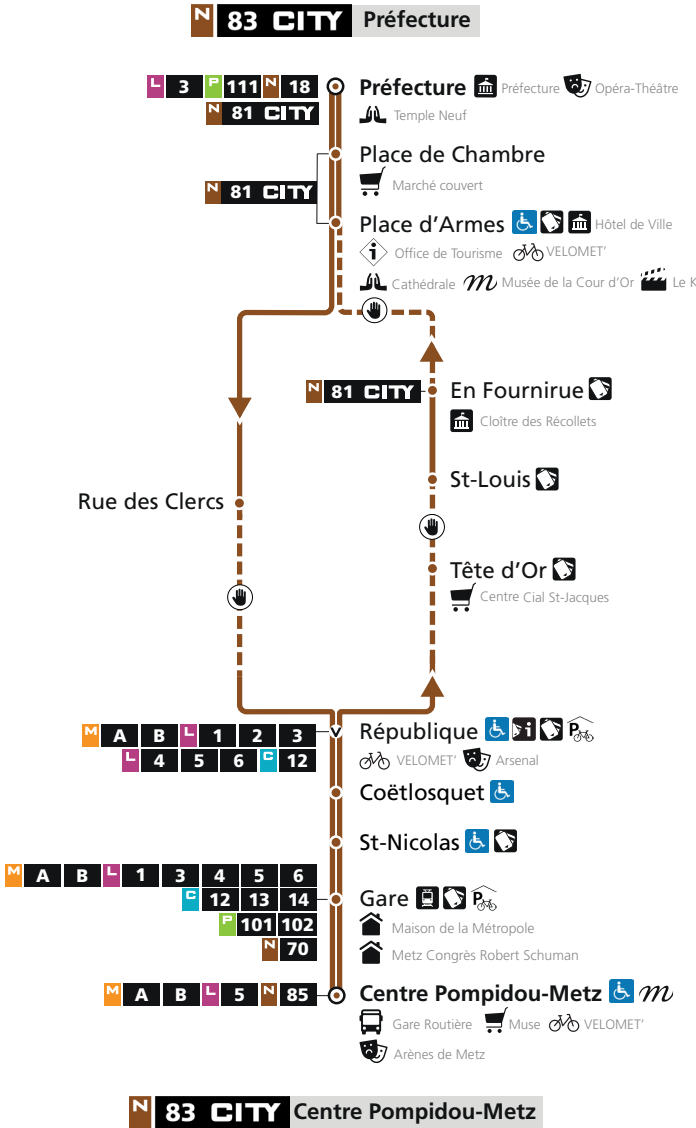 N 83 CITY Préfecture
L 3 P 111 N 18
N 81 CITY
Préfecture Préfecture Opéra-Théâtre
Temple Neuf
Place de Chambre
Marché couvert
N 81 CITY
Place d'Armes Hôtel de Ville
i Office de Tourisme VELOMET'
Cathédrale m Musée de la Cour d'Or Le K
N 81 CITY
En Fournirue
Cloître des Récollets
St-Louis
Rue des Clercs
Tête d'Or
Centre Cial St-Jacques
M A B L 1 2 3
L 4 5 6 C 12
République i P
VELOMET' Arsenal
Coëtlosquet
St-Nicolas
M A B L 1 3 4 5 6
C 12 13 14
P 101 102
N 70
Gare P
Maison de la Métropole
Metz Congrès Robert Schuman
M A B L 5 N 85
Centre Pompidou-Metz m
Gare Routière Muse VELOMET'
Arènes de Metz
N 83 CITY Centre Pompidou-Metz